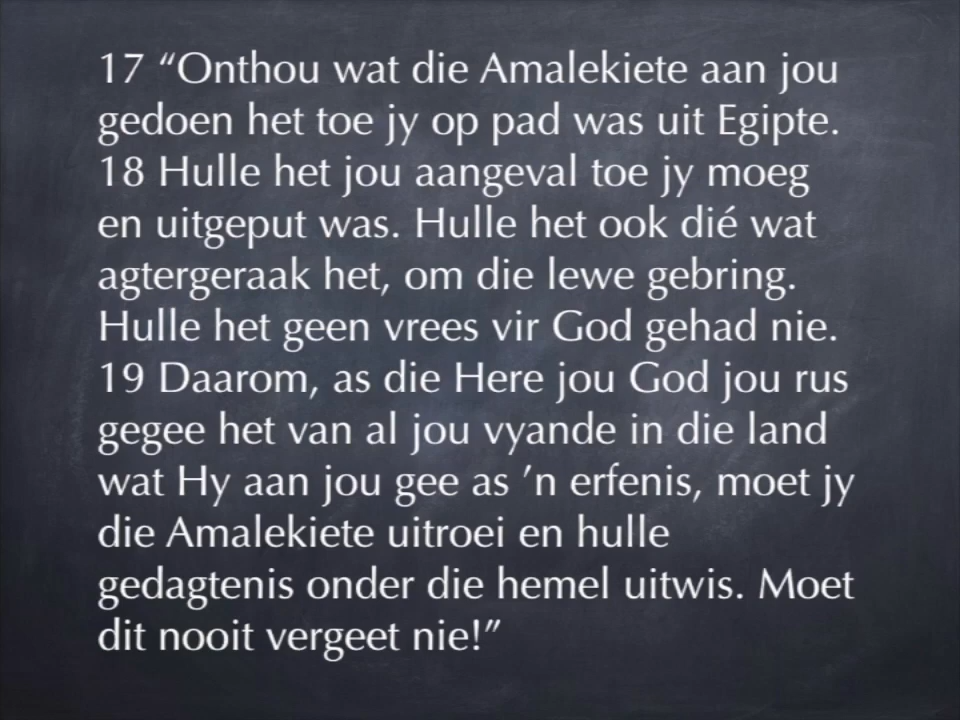 17 “Onthou wat die Amalekiete aan jou
gedoen het toe jy op pad was uit Egipte.
18 Hulle het jou aangeval toe jy moeg
en uitgeput was. Hulle het ook dié wat
agtergeraak het, om die lewe gebring.
Hulle het geen vrees vir God gehad nie.
19 Daarom, as die Here jou God jou rus
gegee het van al jou vyande in die land
wat Hy aan jou gee as ’n erfenis, moet jy
die Amalekiete uitroei en hulle
gedagtenis onder die hemel uitwis. Moet
dit nooit vergeet nie!”